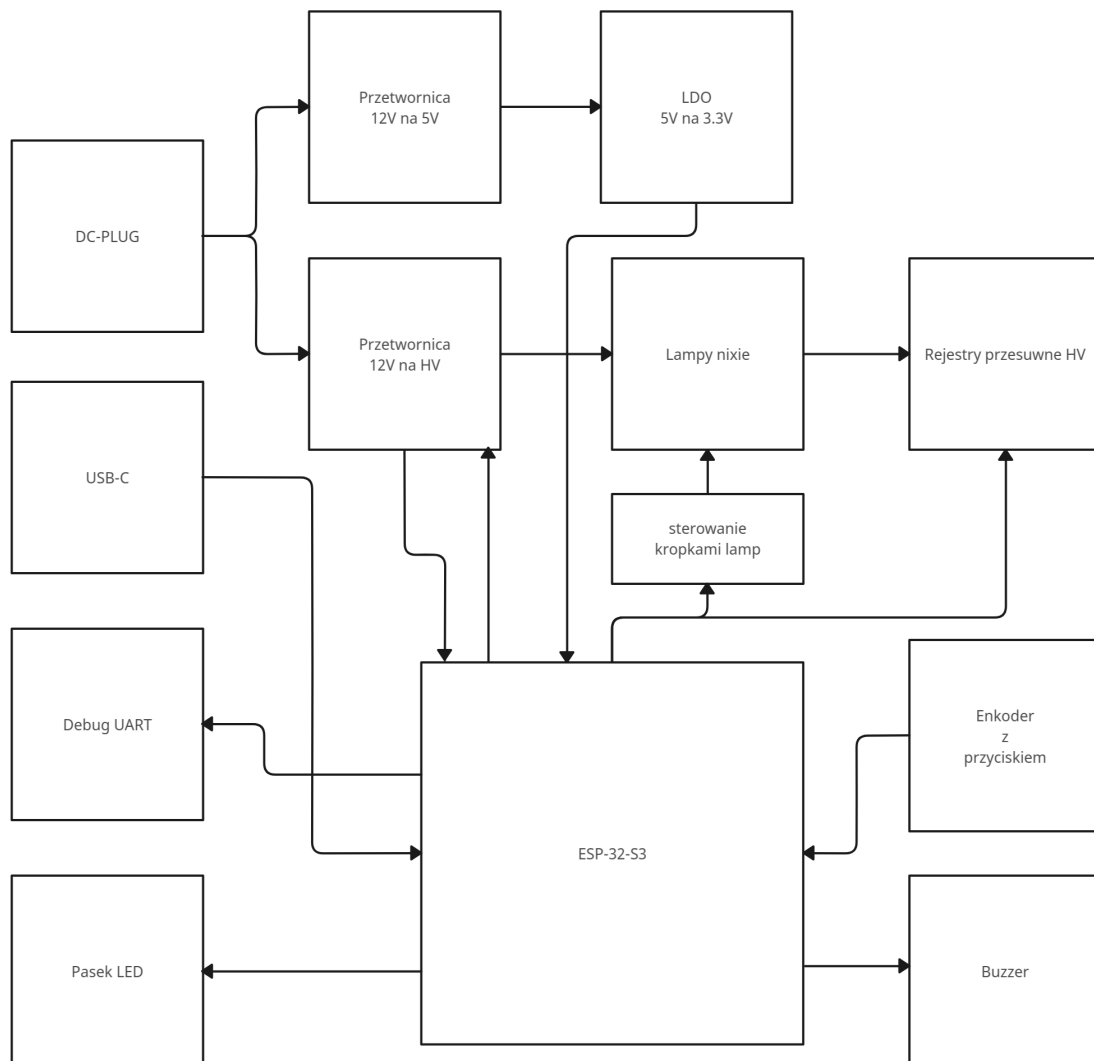 Przetwornica
12V na 5V
LDO
5V na 3.3V
DC-PLUG
Przetwornica
12V na HV
Lampy nixie
Rejestry przesuwne HV
USB-C
sterowanie
kropkami lamp
Debug UART
Enkoder
z
przyciskiem
ESP-32-S3
Pasek LED
Buzzer